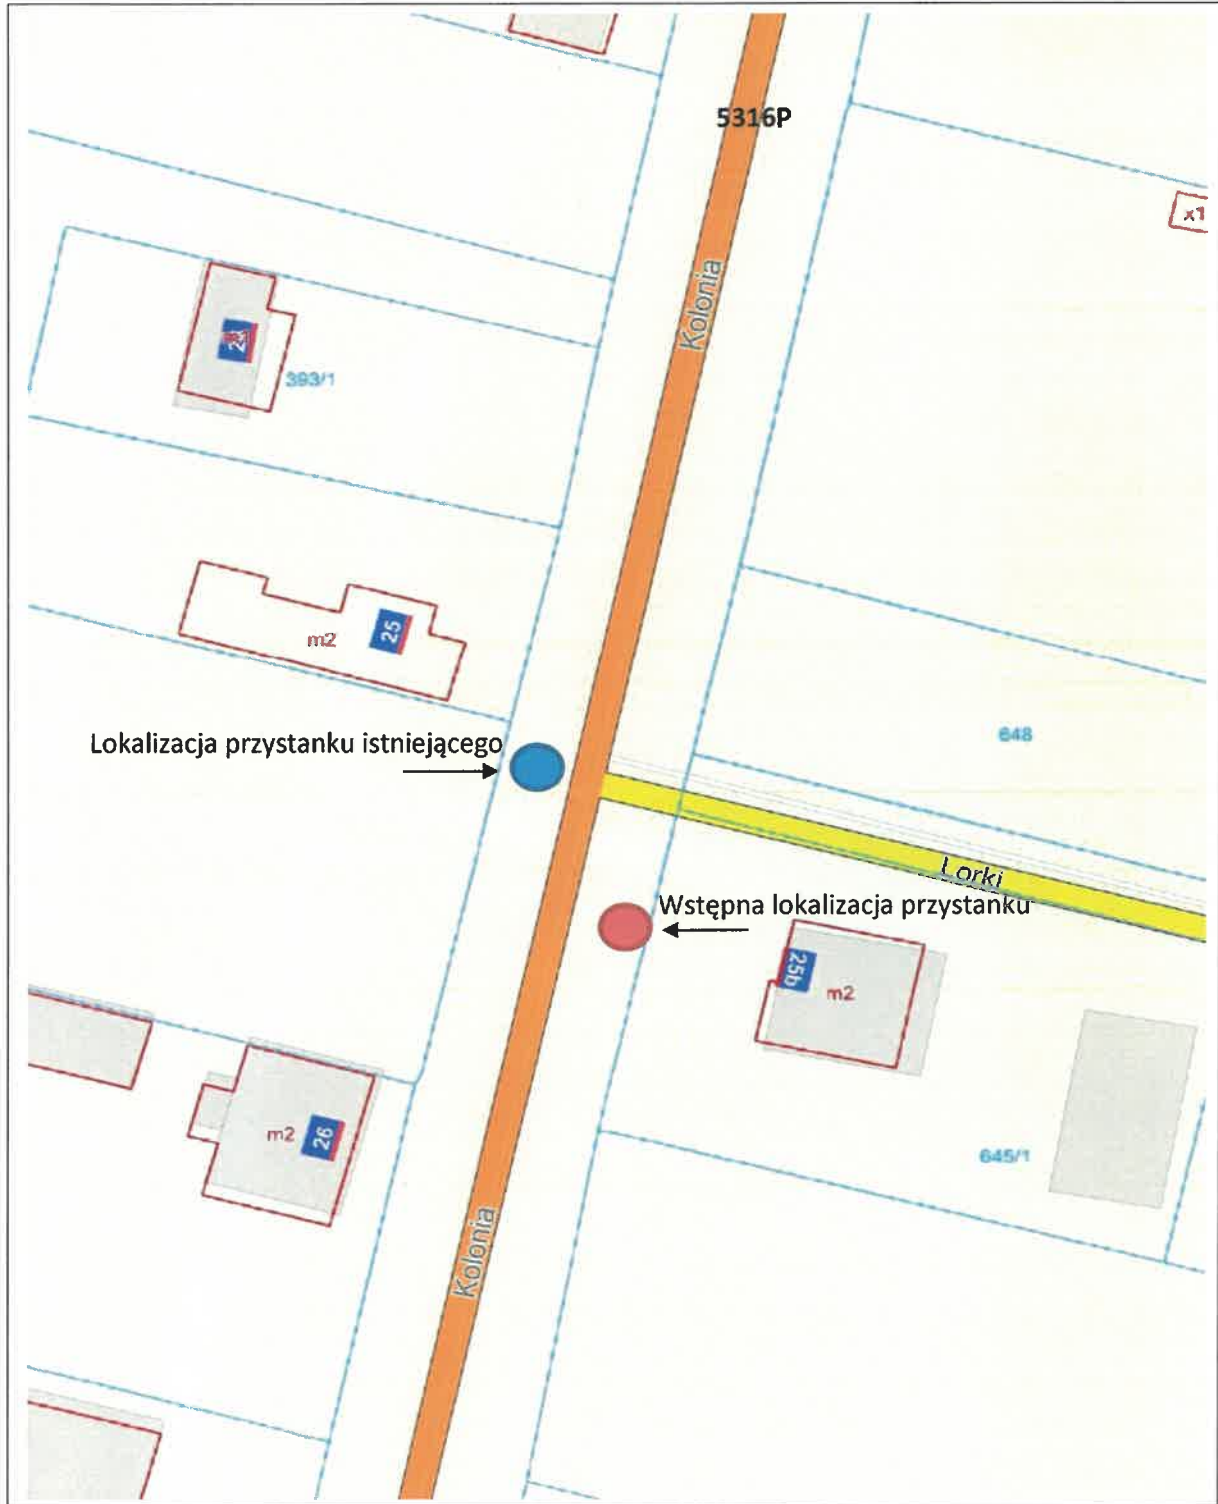 5316P
x1
Kolonia
393/1
25
m2
648
Lokalizacja przystanku istniejącego
Lorki
Wstępna lokalizacja przystanku
25b
m2
26
m2
645/1
Kolonia